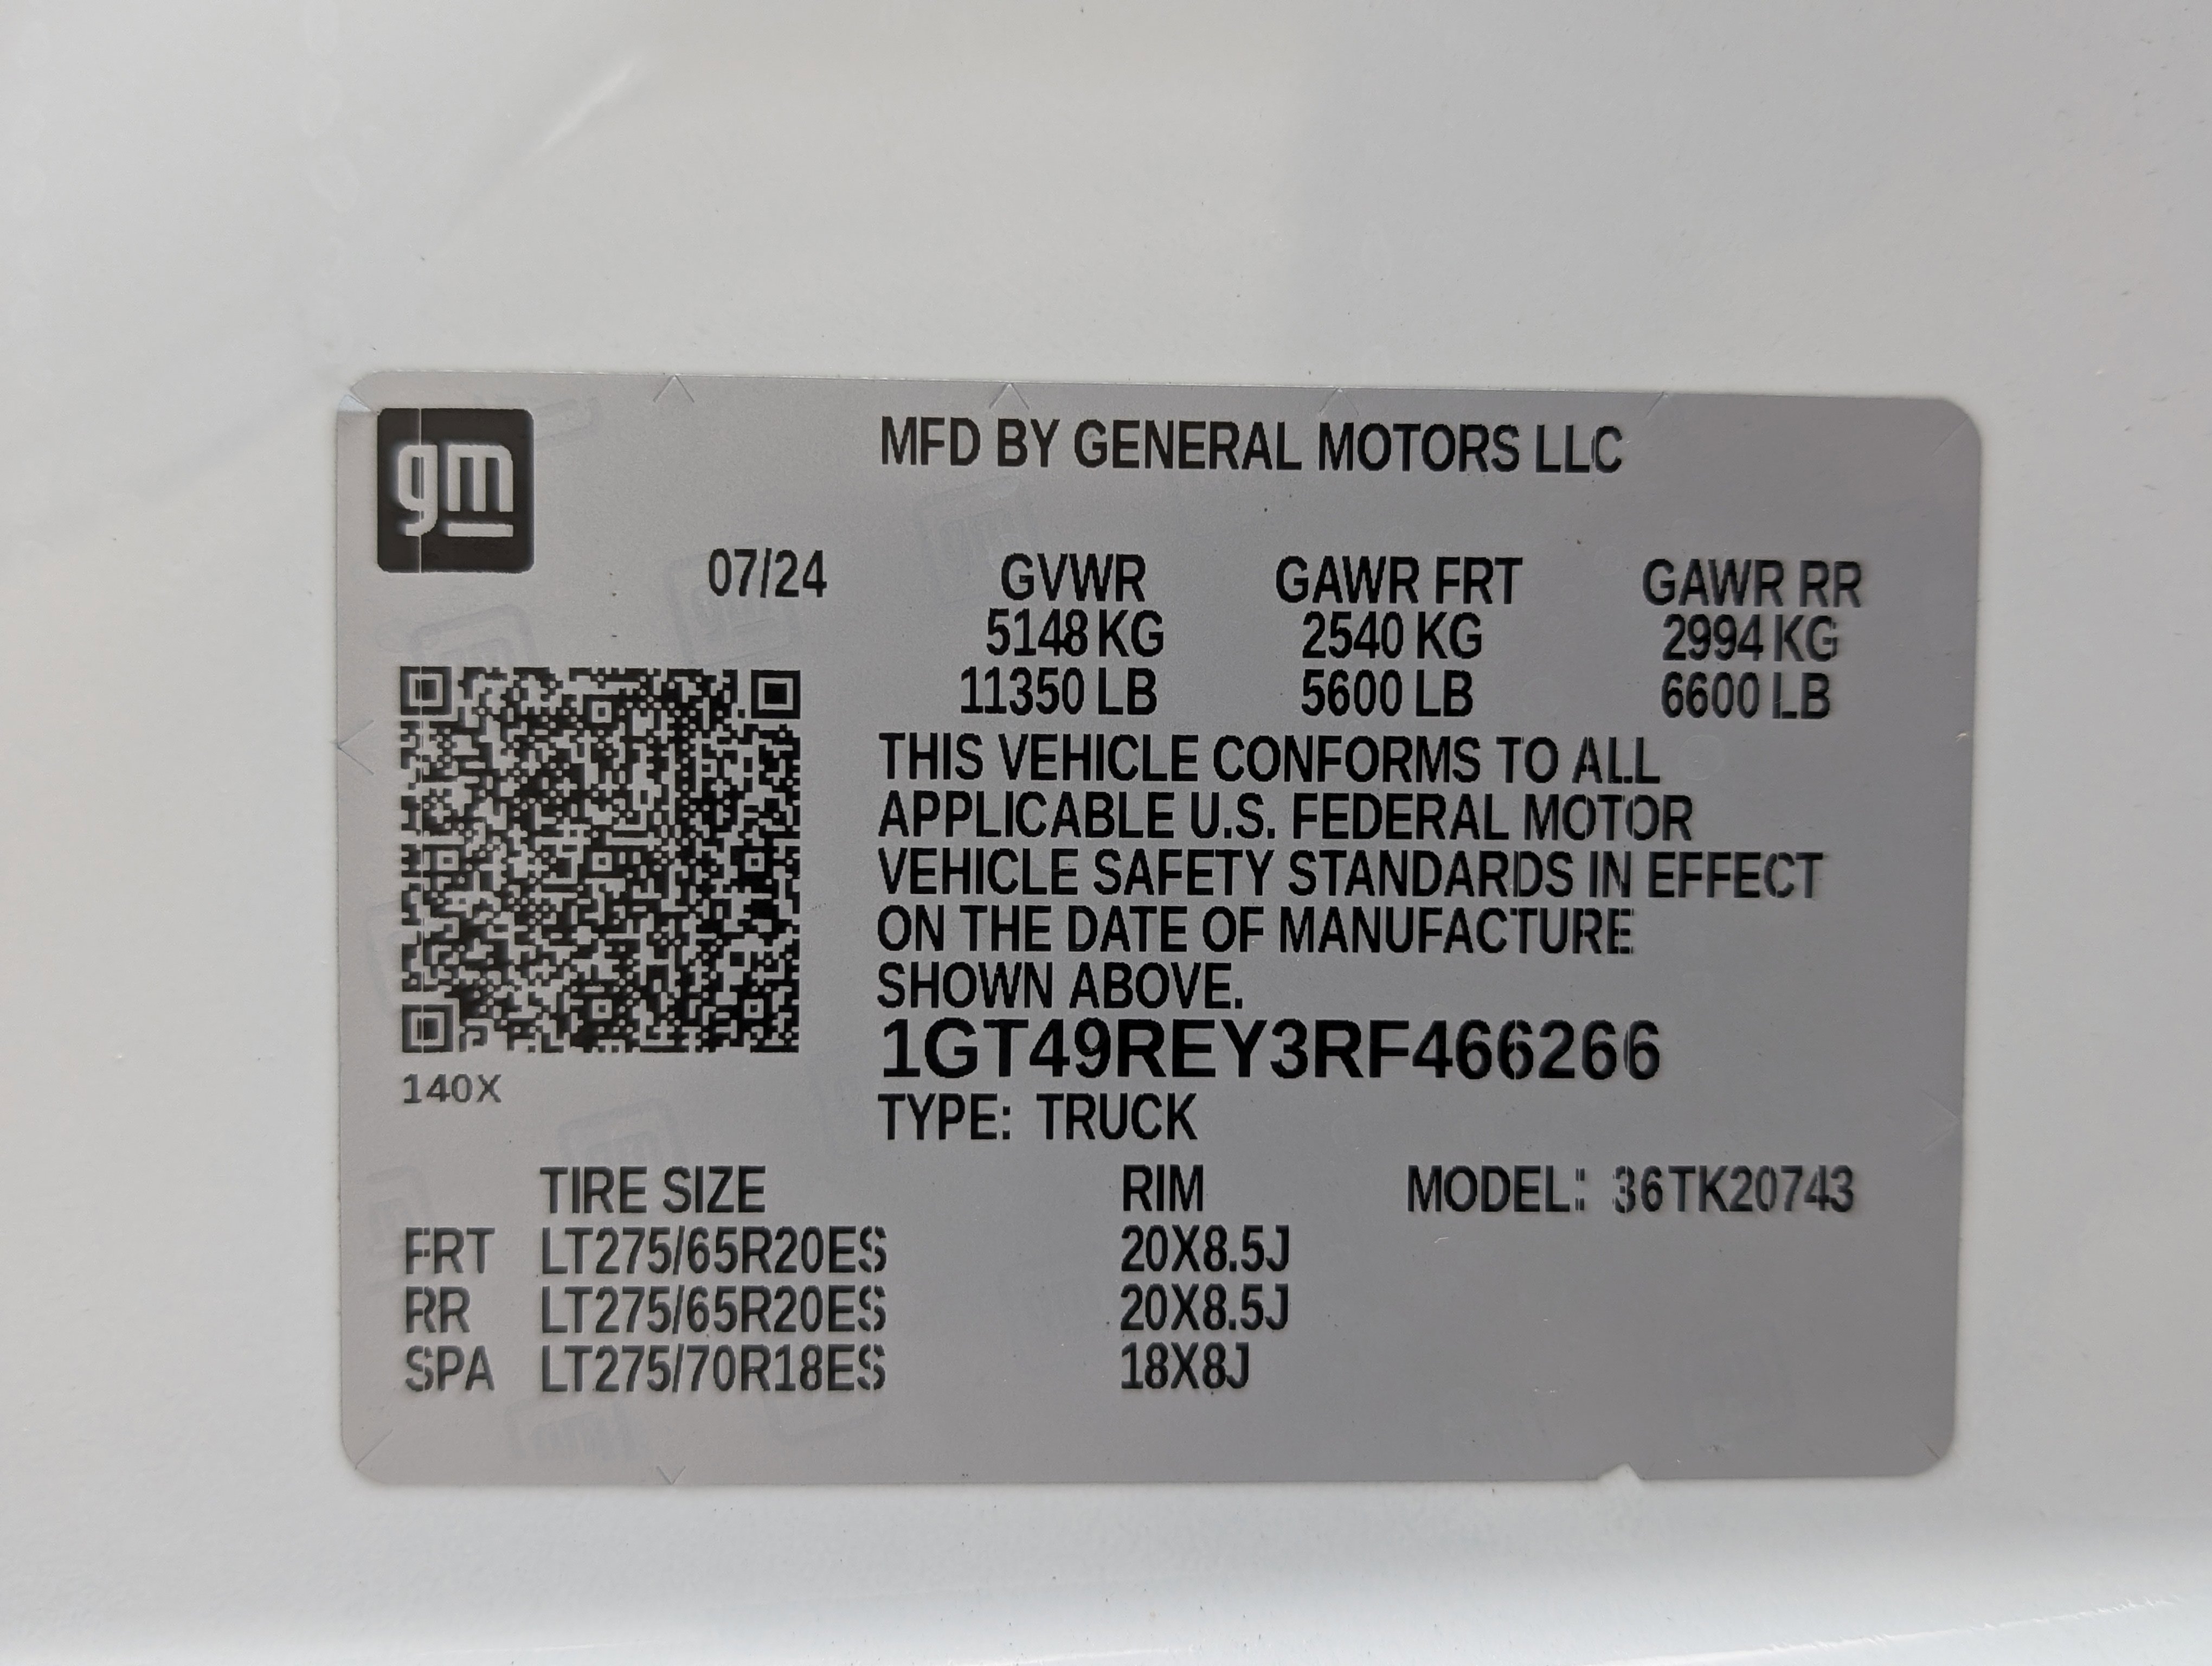 gm
MFD BY GENERAL MOTORS LLC
07/24 GVWR GAWR FRT GAWR RR
5148 KG 2540 KG 2994 KG
11350 LB 5600 LB 6600 LB
THIS VEHICLE CONFORMS TO ALL
APPLICABLE U.S. FEDERAL MOTOR
VEHICLE SAFETY STANDARDS IN EFFECT
ON THE DATE OF MANUFACTURE
SHOWN ABOVE.
1GT49REY3RF466266
140X
TYPE: TRUCK
TIRE SIZE RIM MODEL: 36TK20743
FRT LT275/65R20ES 20X8.5J
RR LT275/65R20ES 20X8.5J
SPA LT275/70R18ES 18X8J